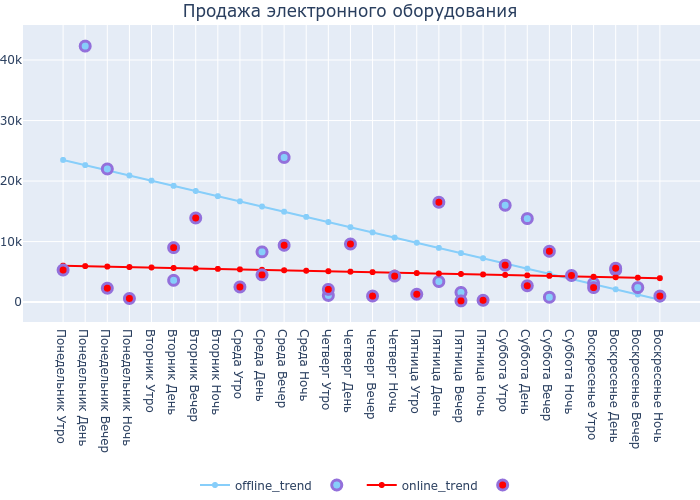 Продажа электронного оборудования
40k
30k
20k
10k
0
Понедельник Утро
Понедельник День
Понедельник Вечер
Понедельник Ночь
Вторник Утро
Вторник День
Вторник Вечер
Вторник Ночь
Среда Утро
Среда День
Среда Вечер
Среда Ночь
Четверг Утро
Четверг День
Четверг Вечер
Четверг Ночь
Пятница Утро
Пятница День
Пятница Вечер
Пятница Ночь
Суббота Утро
Суббота День
Суббота Вечер
Суббота Ночь
Воскресенье Утро
Воскресенье День
Воскресенье Вечер
Воскресенье Ночь
offline_trend
online_trend